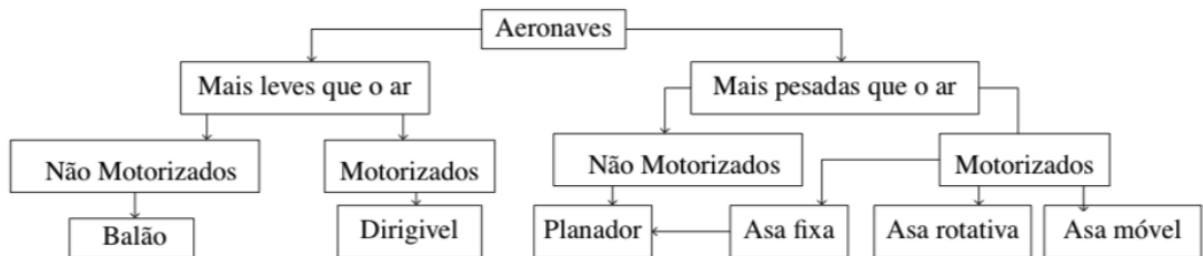 Aeronaves
Mais leves que o ar
Mais pesadas que o ar
Não Motorizados
Motorizados
Não Motorizados
Motorizados
Balão
Dirigivel
Planador
Asa fixa
Asa rotativa
Asa móvel